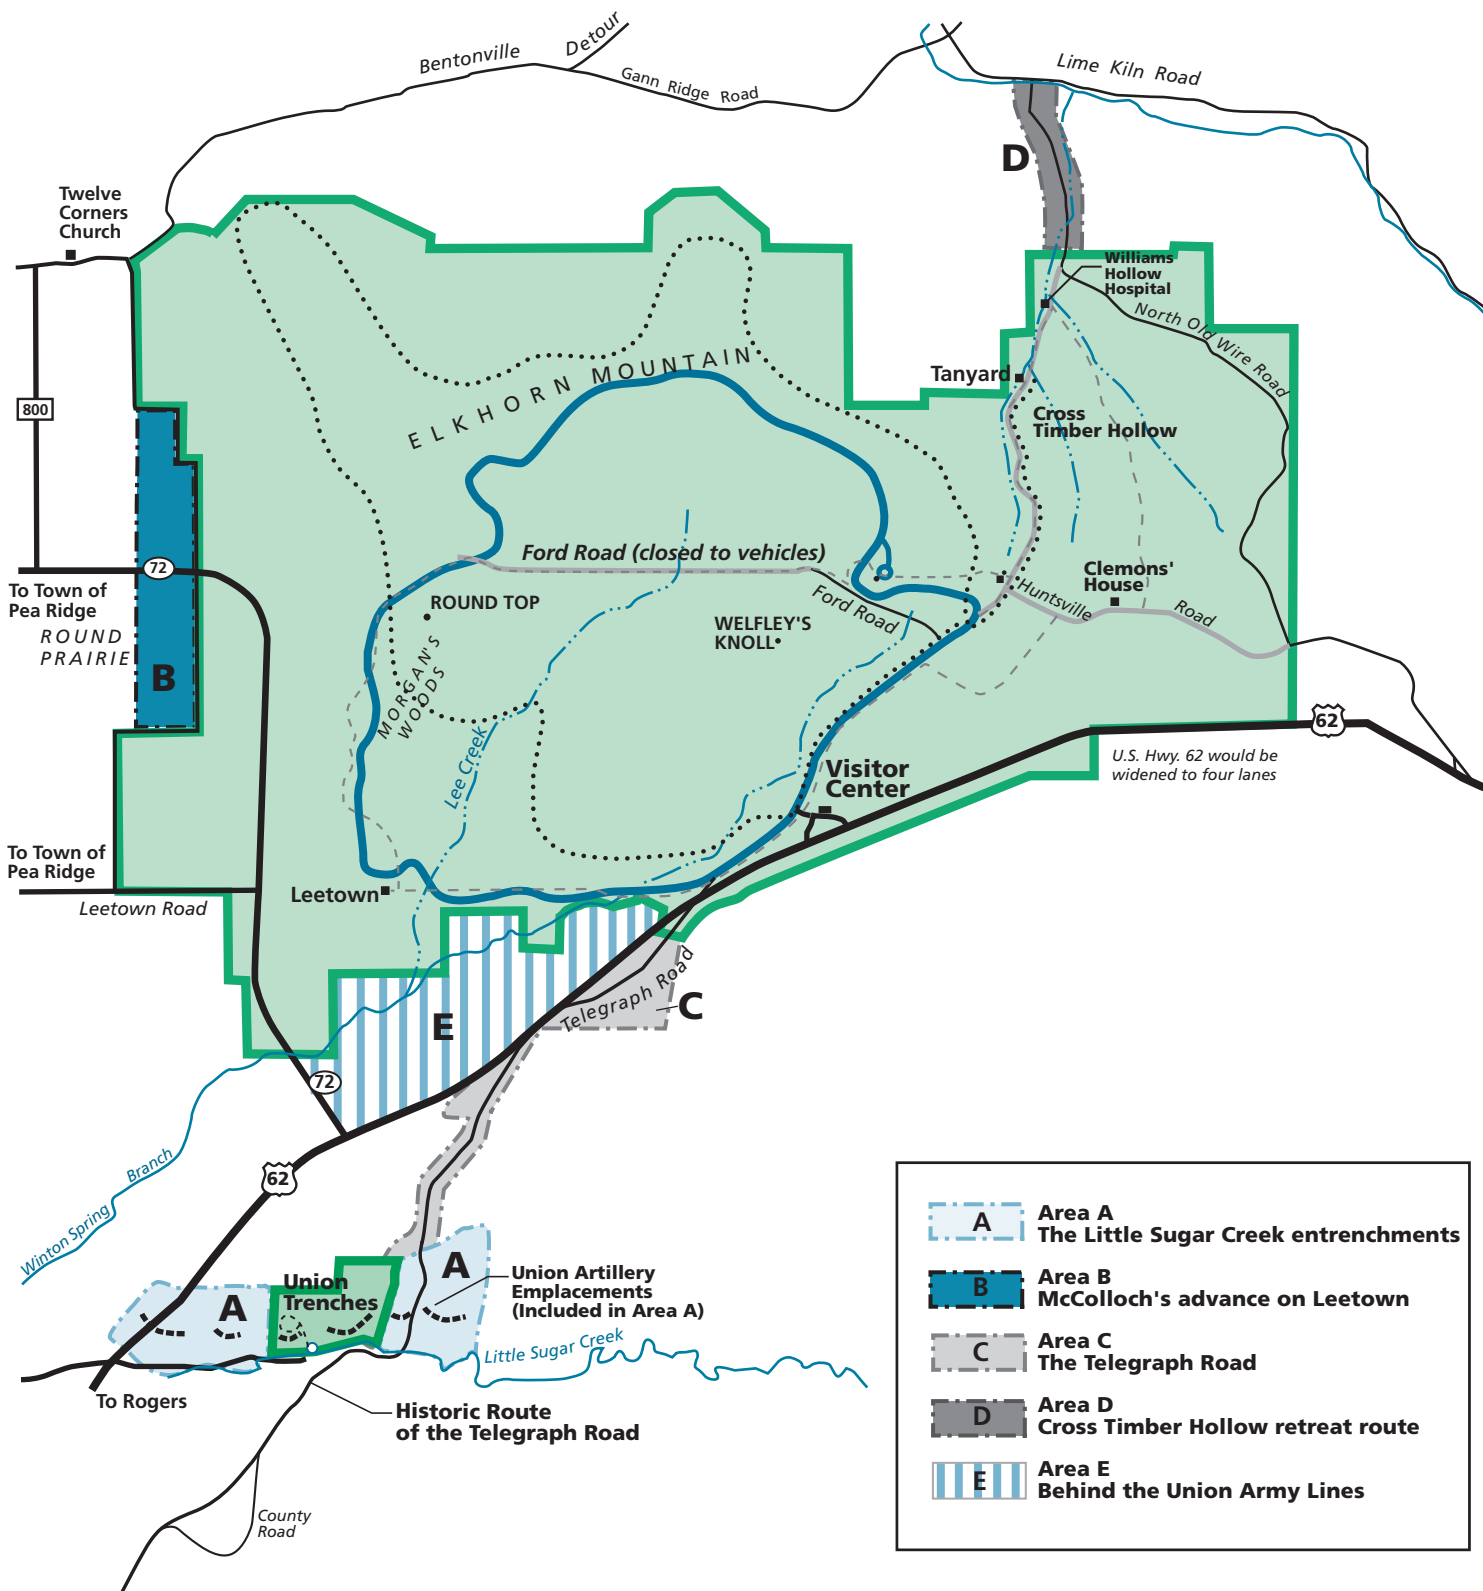 Bentonville
Detour
Gann Ridge Road
Lime Kiln Road
D
Twelve
Corners
Church
Williams
Hollow
Hospital
North Old Wire Road
ELKHORN MOUNTAIN
Tanyard
800
Cross
Timber Hollow
72
Ford Road (closed to vehicles)
To Town of
Pea Ridge
ROUND
PRAIRIE
Clemons'
House
ROUND TOP
Ford Road
Huntsville
Road
WELFLEY'S
KNOLL
MORGAN'S
WOODS
B
62
U.S. Hwy. 62 would be
widened to four lanes
Lee Creek
Visitor
Center
To Town of
Pea Ridge
Leetown
Leetown Road
Telegraph Road
C
E
72
Winton Spring
Branch
62
A
Union Artillery
Emplacements
(Included in Area A)
Union
Trenches
A
Little Sugar Creek
To Rogers
Historic Route
of the Telegraph Road
County
Road
A
Area A
The Little Sugar Creek entrenchments
B
Area B
McColloch's advance on Leetown
C
Area C
The Telegraph Road
D
Area D
Cross Timber Hollow retreat route
E
Area E
Behind the Union Army Lines